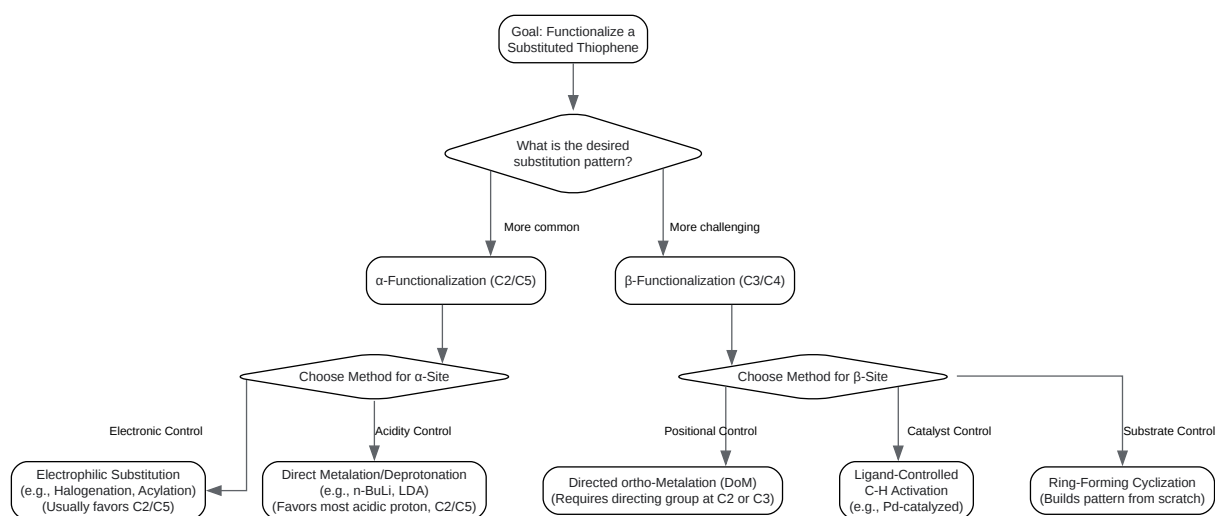 Goal: Functionalize a
Substituted Thiophene
What is the desired
substitution pattern?
More common
More challenging
α-Functionalization (C2/C5)
β-Functionalization (C3/C4)
Choose Method for α-Site
Choose Method for β-Site
Electronic Control
Acidity Control
Positional Control
Catalyst Control
Substrate Control
Electrophilic Substitution
(e.g., Halogenation, Acylation)
(Usually favors C2/C5)
Direct Metalation/Deprotonation
(e.g., n-BuLi, LDA)
(Favors most acidic proton, C2/C5)
Directed ortho-Metalation (DoM)
(Requires directing group at C2 or C3)
Ligand-Controlled
C-H Activation
(e.g., Pd-catalyzed)
Ring-Forming Cyclization
(Builds pattern from scratch)